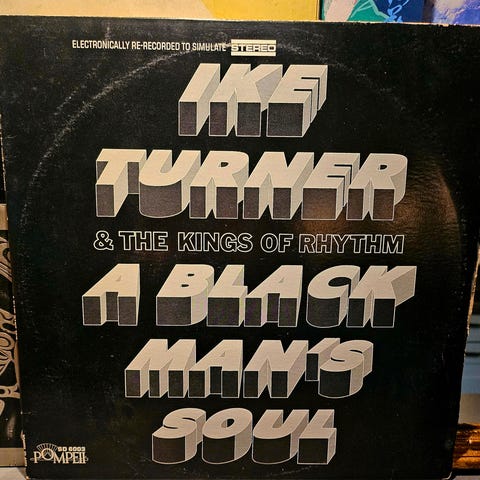 ELECTRONICALLY RE-RECORDED TO SIMULATE STEREO
IKE
TURNER
& THE KINGS OF RHYTHM
A BLACK
MAN'S
SOUL
SD 6003
POMPEII